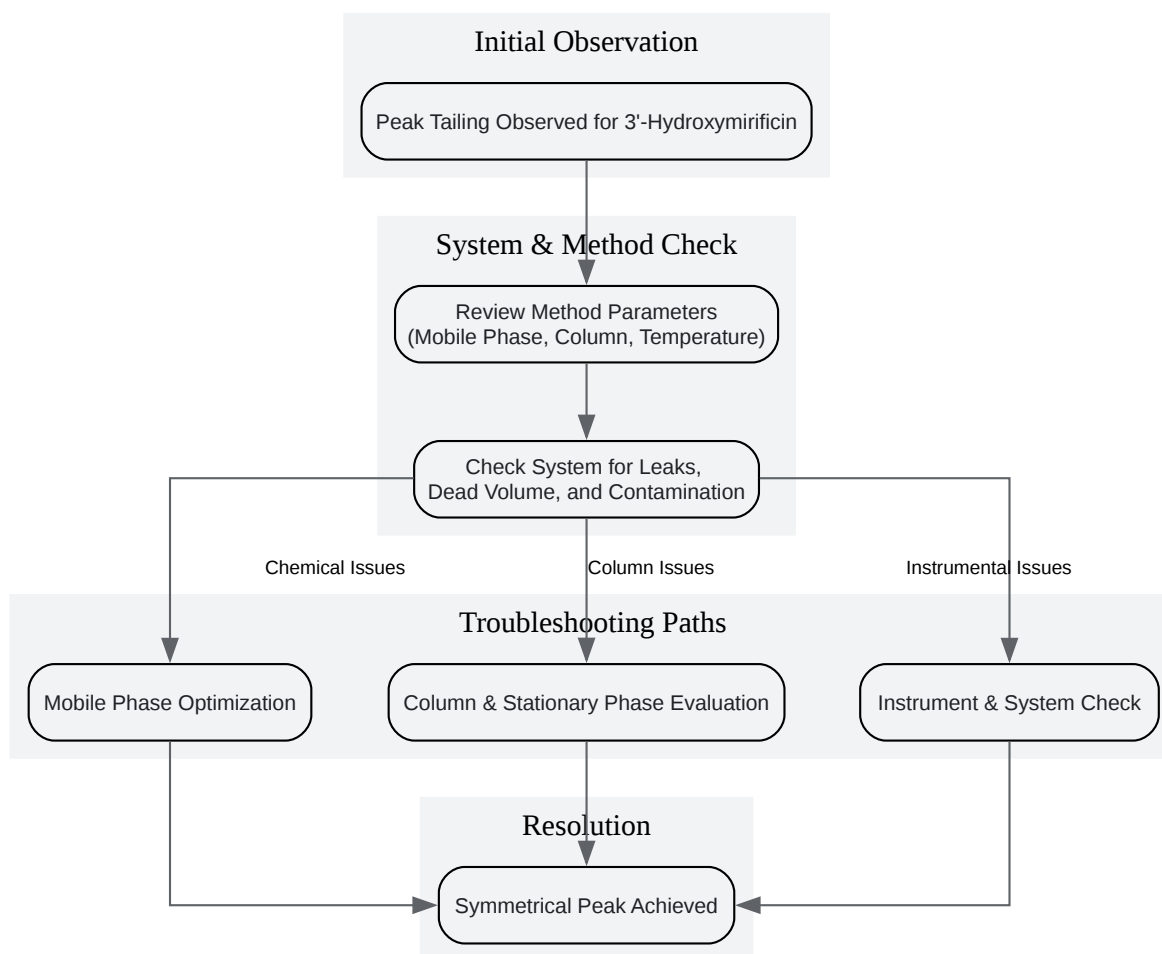 Initial Observation
Peak Tailing Observed for 3'-Hydroxymirificin
System & Method Check
Review Method Parameters
(Mobile Phase, Column, Temperature)
Check System for Leaks,
Dead Volume, and Contamination
Chemical Issues
Column Issues
Instrumental Issues
Troubleshooting Paths
Mobile Phase Optimization
Column & Stationary Phase Evaluation
Instrument & System Check
Resolution
Symmetrical Peak Achieved